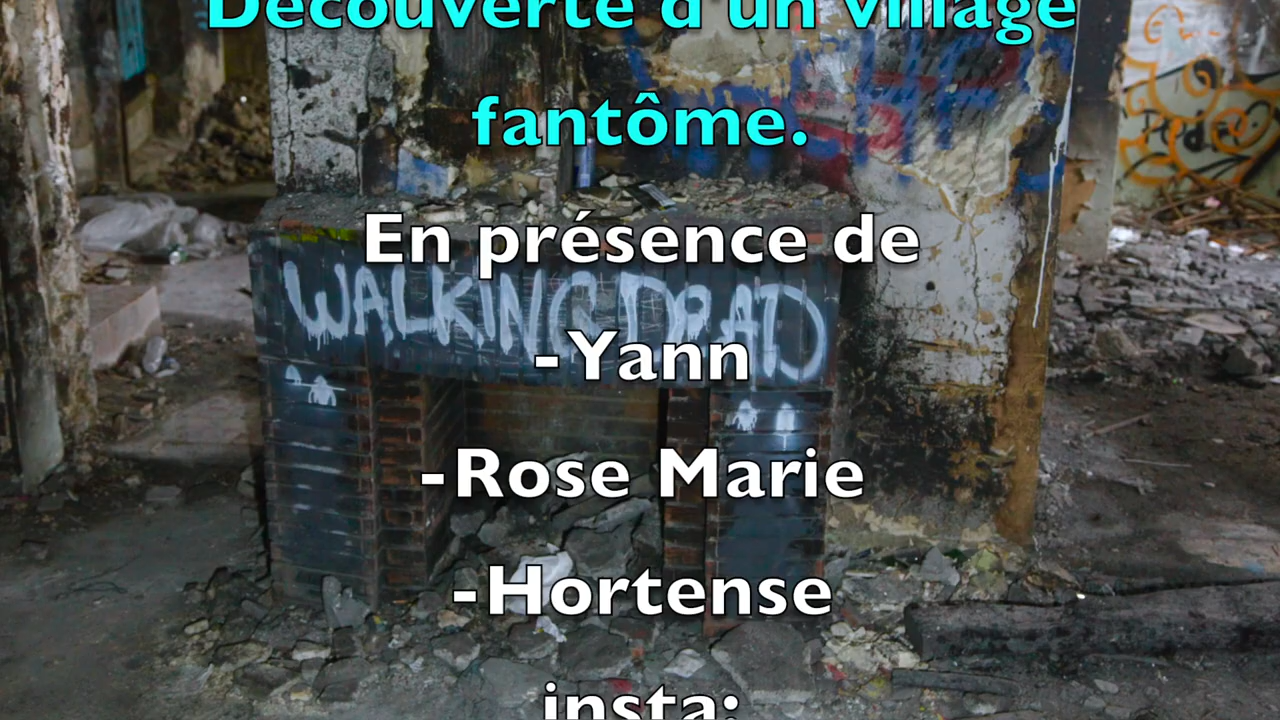 Découverte d'un village
fantôme.
En présence de
WALKING DEAD
-Yann
-Rose Marie
-Hortense
insta: